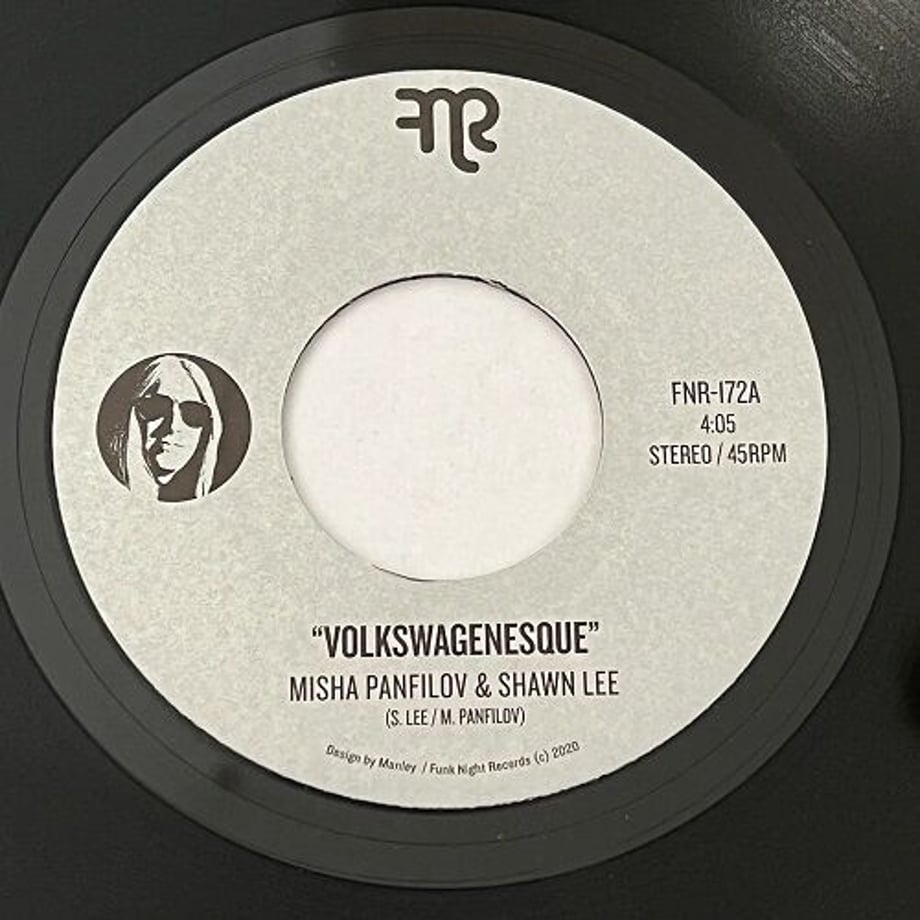 FNR
FNR-172A
4:05
STEREO / 45RPM
“VOLKSWAGENESQUE”
MISHA PANFILOV & SHAWN LEE
(S. LEE / M. PANFILOV)
Design by Manley / Funk Night Records (c) 2020